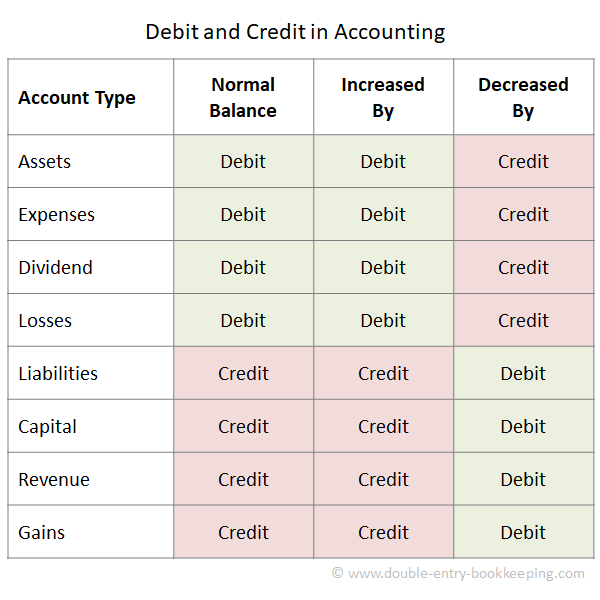 Debit and Credit in Accounting
Account Type Normal Balance Increased By Decreased By
Assets Debit Debit Credit
Expenses Debit Debit Credit
Dividend Debit Debit Credit
Losses Debit Debit Credit
Liabilities Credit Credit Debit
Capital Credit Credit Debit
Revenue Credit Credit Debit
Gains Credit Credit Debit
© www.double-entry-bookkeeping.com